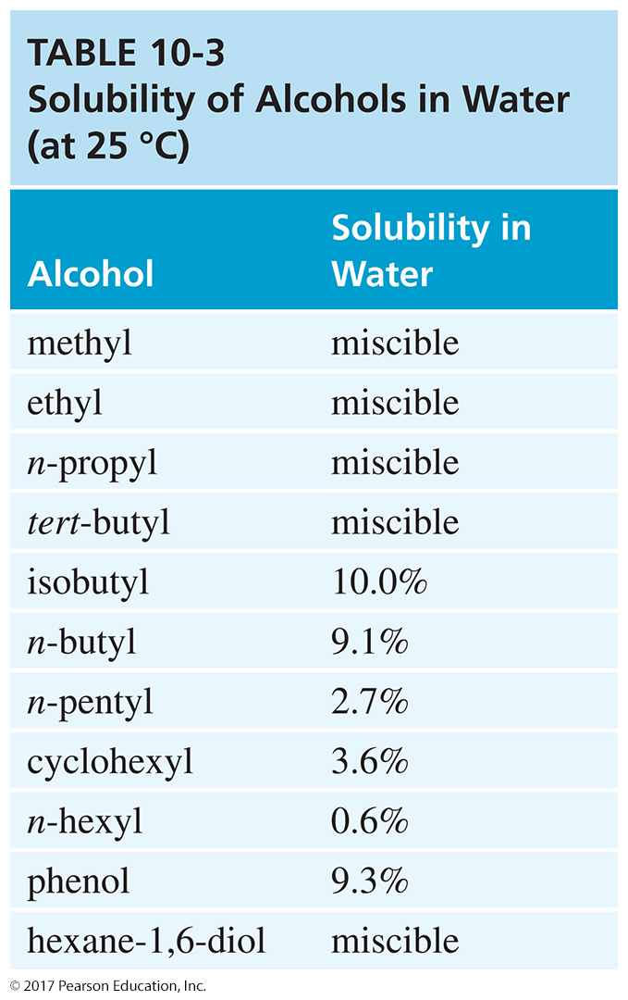 TABLE 10-3
Solubility of Alcohols in Water
(at 25 °C)
Alcohol Solubility in Water
methyl miscible
ethyl miscible
n-propyl miscible
tert-butyl miscible
isobutyl 10.0%
n-butyl 9.1%
n-pentyl 2.7%
cyclohexyl 3.6%
n-hexyl 0.6%
phenol 9.3%
hexane-1,6-diol miscible
© 2017 Pearson Education, Inc.